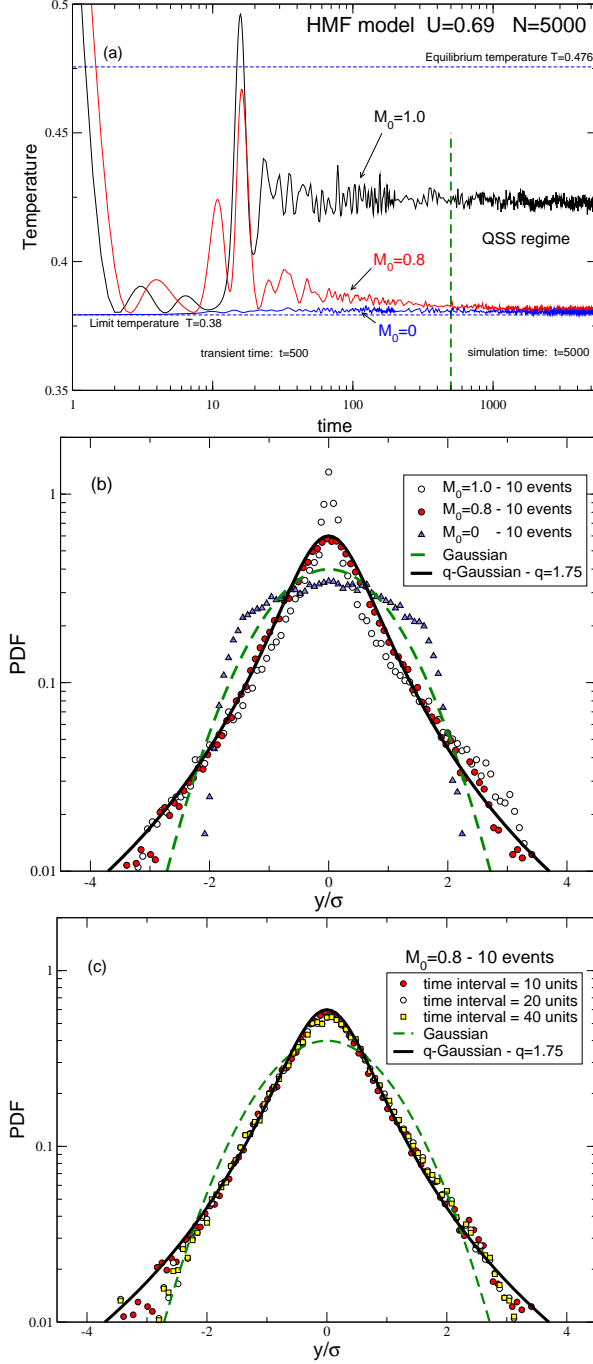 HMF model U=0.69 N=5000
(a)
Equilibrium temperature T=0.476
M0=1.0
QSS regime
M0=0.8
Limit temperature T=0.38
M0=0
transient time: t=500
simulation time: t=5000
Temperature
0.5
0.45
0.4
0.35
1
10
100
1000
time
(b)
M0=1.0 - 10 events
M0=0.8 - 10 events
M0=0 - 10 events
Gaussian
q-Gaussian - q=1.75
PDF
1
0.1
0.01
-4
-2
0
2
4
y/σ
(c)
M0=0.8 - 10 events
time interval = 10 units
time interval = 20 units
time interval = 40 units
Gaussian
q-Gaussian - q=1.75
PDF
1
0.1
0.01
-4
-2
0
2
4
y/σ